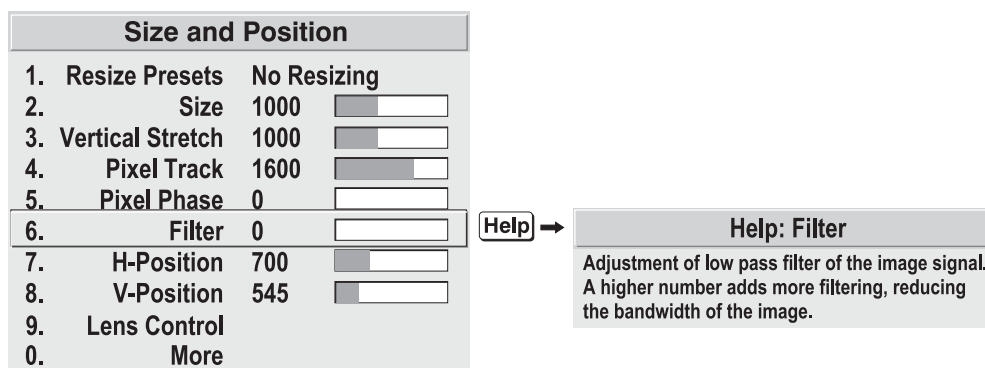 Size and Position
1. Resize Presets No Resizing
2. Size 1000
3. Vertical Stretch 1000
4. Pixel Track 1600
5. Pixel Phase 0
6. Filter 0
7. H-Position 700
8. V-Position 545
9. Lens Control
0. More
Help
Help: Filter
Adjustment of low pass filter of the image signal.
A higher number adds more filtering, reducing
the bandwidth of the image.